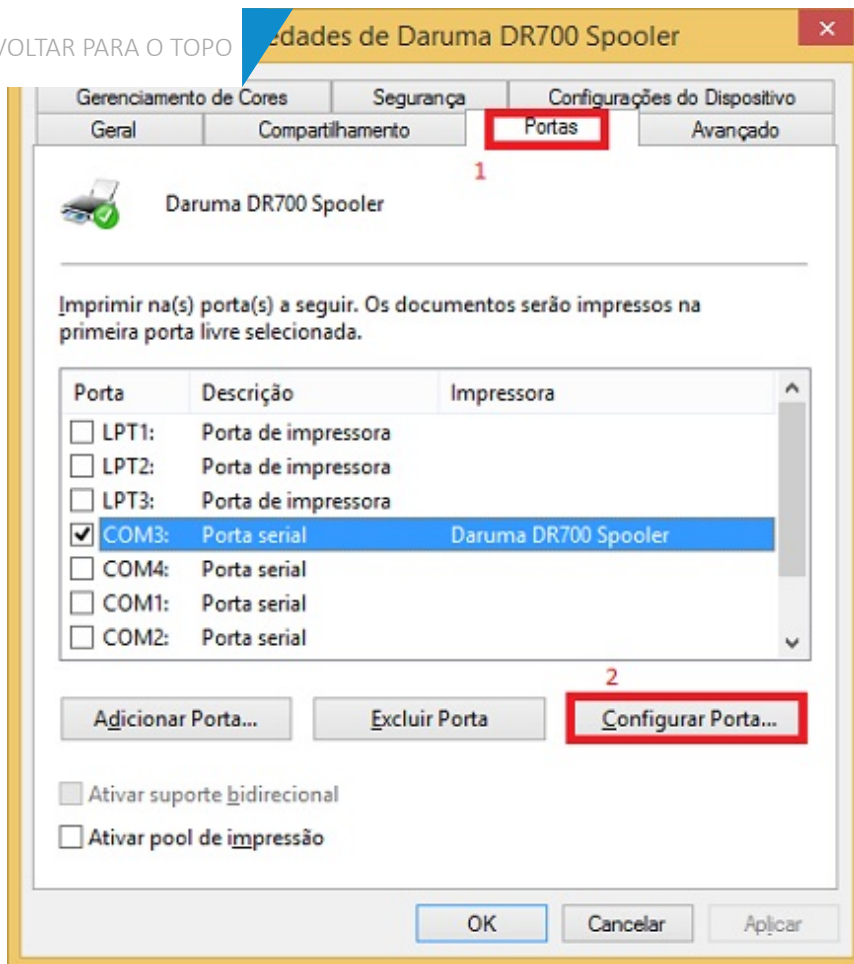 VOLTAR PARA O TOPO
edades de Daruma DR700 Spooler
Gerenciamento de Cores Segurança Configurações do Dispositivo
Geral Compartilhamento Portas Avançado
1
Daruma DR700 Spooler
Imprimir na(s) porta(s) a seguir. Os documentos serão impressos na
primeira porta livre selecionada.
Porta Descrição Impressora
LPT1: Porta de impressora
LPT2: Porta de impressora
LPT3: Porta de impressora
COM3: Porta serial Daruma DR700 Spooler
COM4: Porta serial
COM1: Porta serial
COM2: Porta serial
2
Adicionar Porta... Excluir Porta Configurar Porta...
Ativar suporte bidirecional
Ativar pool de impressão
OK Cancelar Aplicar